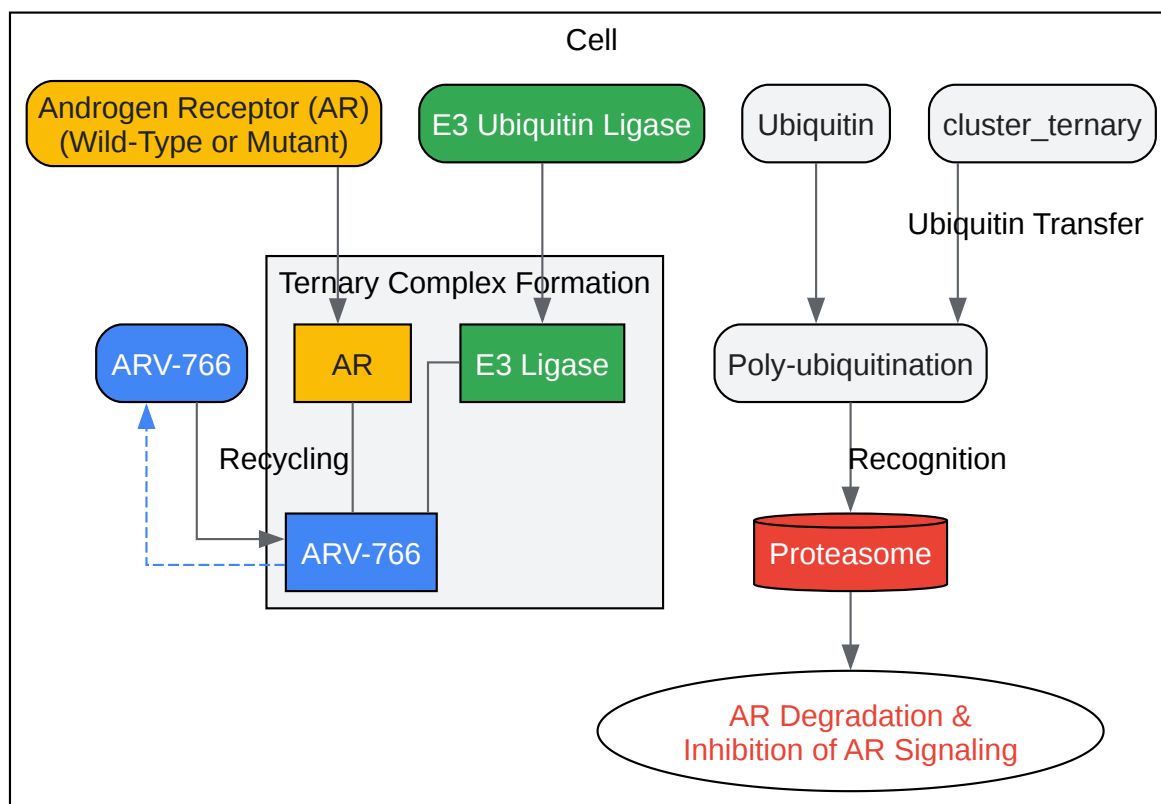 Cell
Androgen Receptor (AR)
(Wild-Type or Mutant)
E3 Ubiquitin Ligase
Ubiquitin
cluster_ternary
Ubiquitin Transfer
Ternary Complex Formation
ARV-766
AR
E3 Ligase
Poly-ubiquitination
Recycling
Recognition
ARV-766
Proteasome
AR Degradation &
Inhibition of AR Signaling